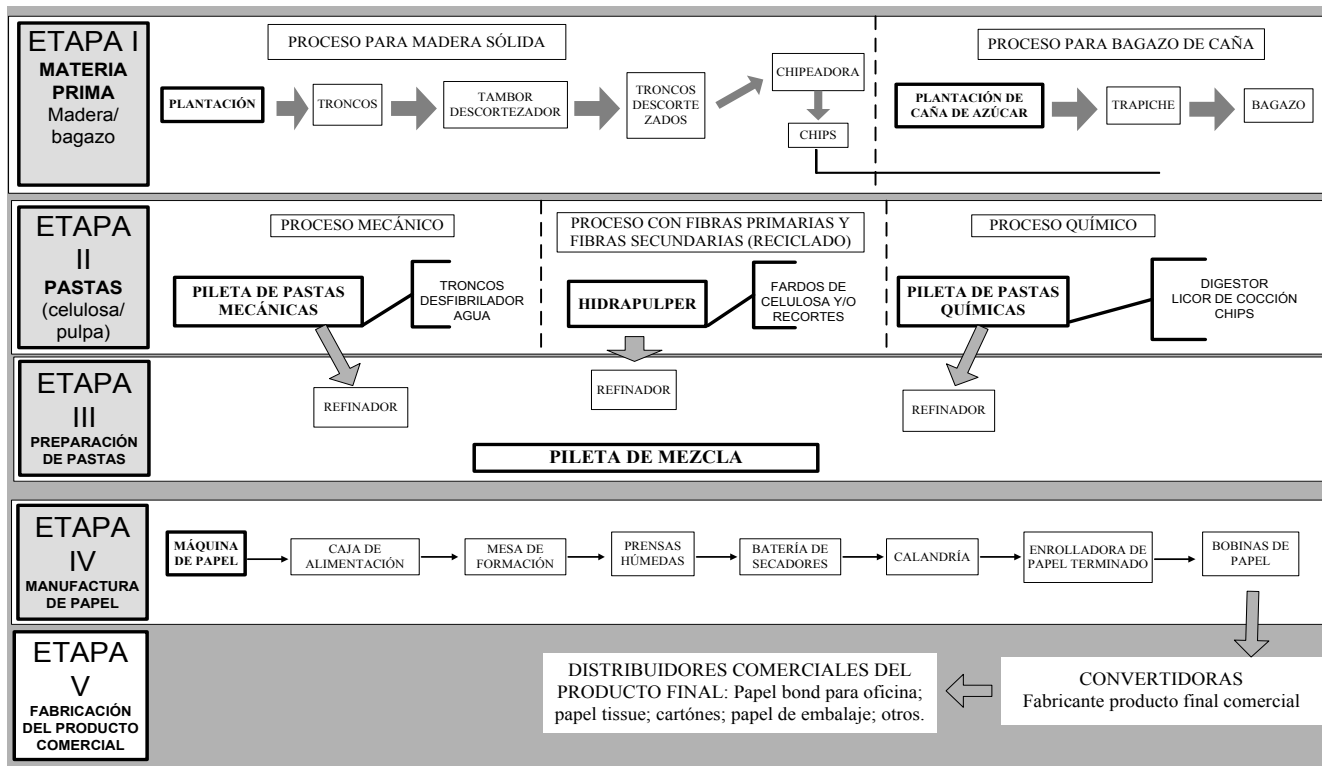 ETAPA I
MATERIA
PRIMA
Madera/
bagazo
PROCESO PARA MADERA SÓLIDA
PLANTACIÓN
TRONCOS
TAMBOR
DESCORTEZADOR
TRONCOS
DESCORTE
ZADOS
CHIPEADORA
CHIPS
PROCESO PARA BAGAZO DE CAÑA
PLANTACIÓN DE
CAÑA DE AZÚCAR
TRAPICHE
BAGAZO
ETAPA
II
PASTAS
(celulosa/
pulpa)
PROCESO MECÁNICO
PILETA DE PASTAS
MECÁNICAS
TRONCOS
DESFIBRILADOR
AGUA
PROCESO CON FIBRAS PRIMARIAS Y
FIBRAS SECUNDARIAS (RECICLADO)
HIDRAPULPER
FARDOS DE
CELULOSA Y/O
RECORTES
PROCESO QUÍMICO
PILETA DE PASTAS
QUÍMICAS
DIGESTOR
LICOR DE COCCIÓN
CHIPS
ETAPA
III
PREPARACIÓN
DE PASTAS
REFINADOR
REFINADOR
REFINADOR
PILETA DE MEZCLA
ETAPA
IV
MANUFACTURA
DE PAPEL
MÁQUINA
DE PAPEL
CAJA DE
ALIMENTACIÓN
MESA DE
FORMACIÓN
PRENSAS
HÚMEDAS
BATERÍA DE
SECADORES
CALANDRÍA
ENROLLADORA DE
PAPEL TERMINADO
BOBINAS DE
PAPEL
ETAPA
V
FABRICACIÓN
DEL PRODUCTO
COMERCIAL
DISTRIBUIDORES COMERCIALES DEL
PRODUCTO FINAL: Papel bond para oficina;
papel tissue; cartónes; papel de embalaje; otros.
CONVERTIDORAS
Fabricante producto final comercial